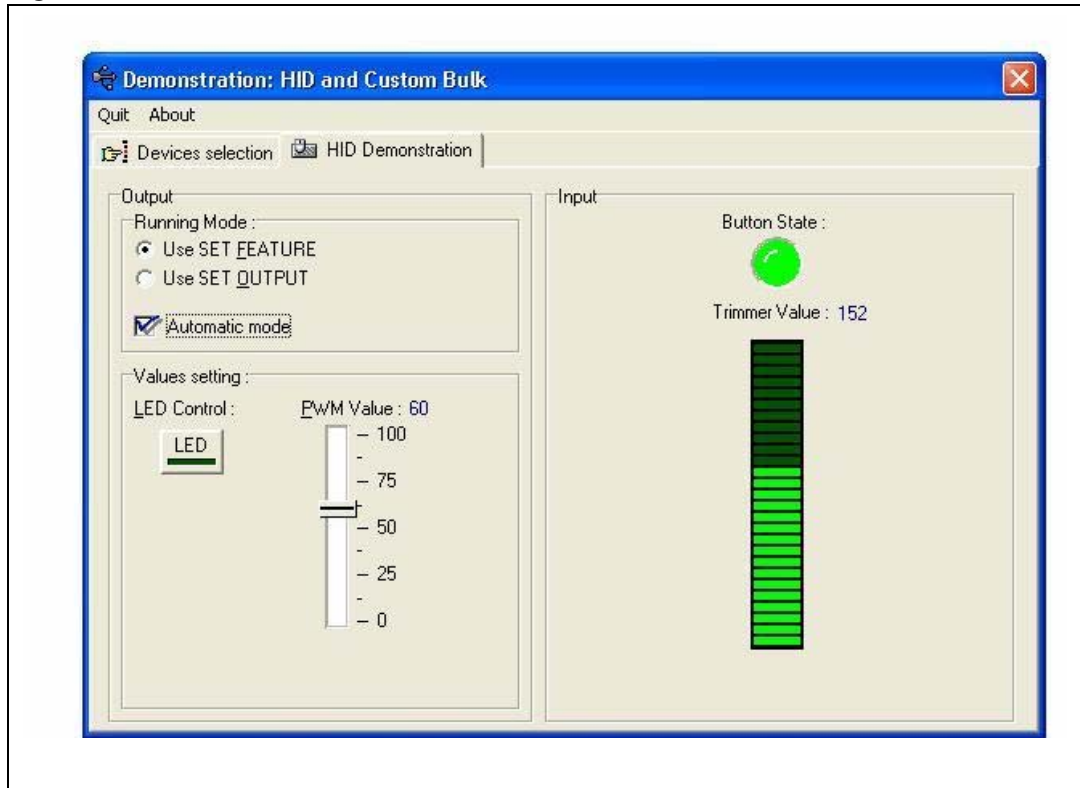 Demonstration: HID and Custom Bulk
Quit About
Devices selection HID Demonstration
Output
Running Mode :
Use SET FEATURE
Use SET OUTPUT
Automatic mode
Values setting :
LED Control :
LED
PWM Value : 60
100
75
50
25
0
Input
Button State :
Trimmer Value : 152